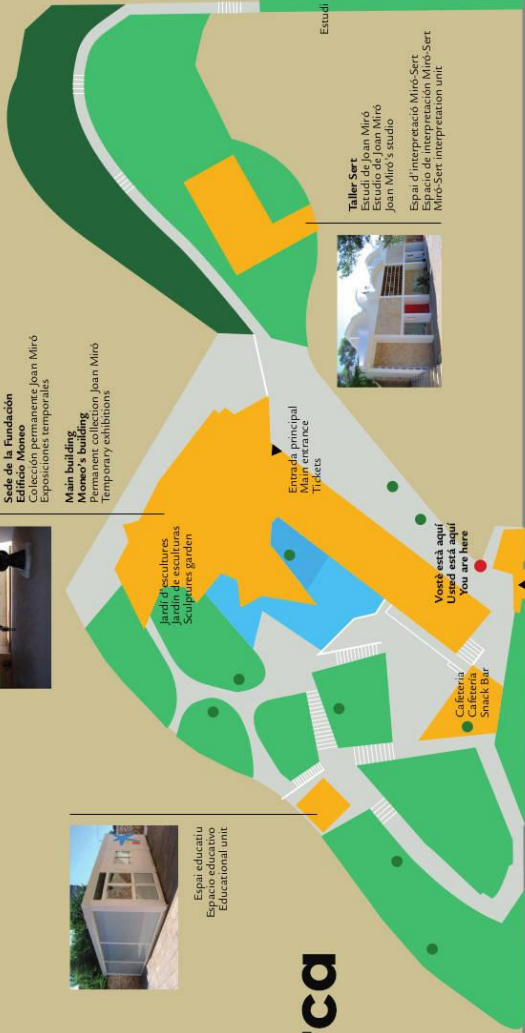 Sede de la Fundación
Edificio Moneo
Colección permanente Joan Miró
Exposiciones temporales
Main building
Moneo's building
Permanent collection Joan Miró
Temporary exhibitions
Estudi
Taller Sert
Estudi de Joan Miró
Estudio de Joan Miró
Joan Miró's studio
Espai d'interpretació Miró-Sert
Espacio de interpretación Miró-Sert
Miró-Sert interpretation unit
Jardí d'escultures
Jardín de esculturas
Sculptures garden
Entrada principal
Main entrance
Tickets
Vostè està aquí
Usted está aquí
You are here
Cafeteria
Cafetería
Snack Bar
Espai educatiu
Espacio educativo
Educational unit
ca